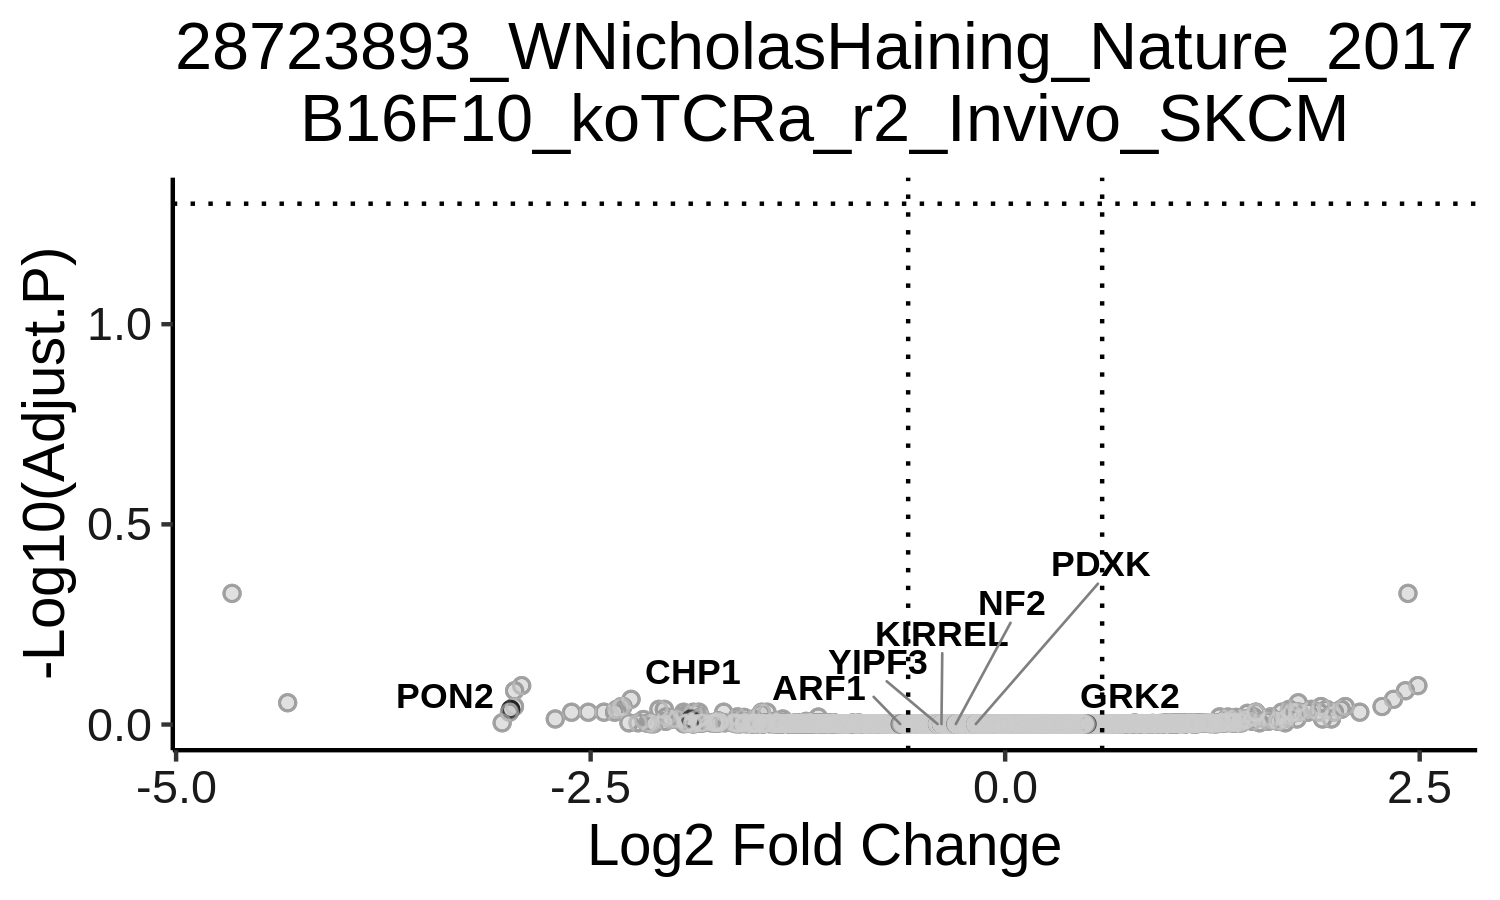 28723893_WNicholasHaining_Nature_2017
B16F10_koTCRa_r2_Invivo_SKCM
-Log10(Adjust.P)
1.0
0.5
0.0
PDXK
NF2
KIRREL
YIPF3
CHP1
ARF1
PON2
GRK2
-5.0
-2.5
0.0
2.5
Log2 Fold Change